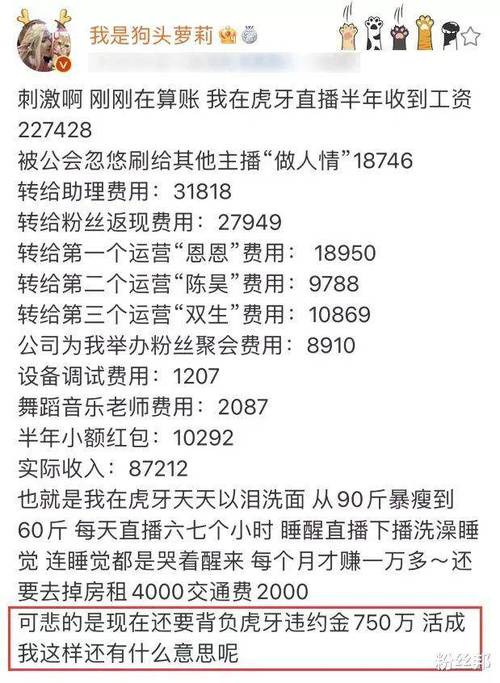 我是狗头萝莉
刺激啊 刚刚在算账 我在虎牙直播半年收到工资
227428
被公会忽悠刷给其他主播“做人情”18746
转给助理费用：31818
转给粉丝返现费用：27949
转给第一个运营“恩恩”费用： 18950
转给第二个运营“陈昊”费用：9788
转给第三个运营“双生”费用：10869
公司为我举办粉丝聚会费用：8910
设备调试费用：1207
舞蹈音乐老师费用：2087
半年小额红包：10292
实际收入：87212
也就是我在虎牙天天以泪洗面 从90斤暴瘦到
60斤 每天直播六七个小时 睡醒直播下播洗澡睡
觉 连睡觉都是哭着醒来 每个月才赚一万多～还
要去掉房租4000交通费2000
可悲的是现在还要背负虎牙违约金750万 活成
我这样还有什么意思呢
粉丝邦